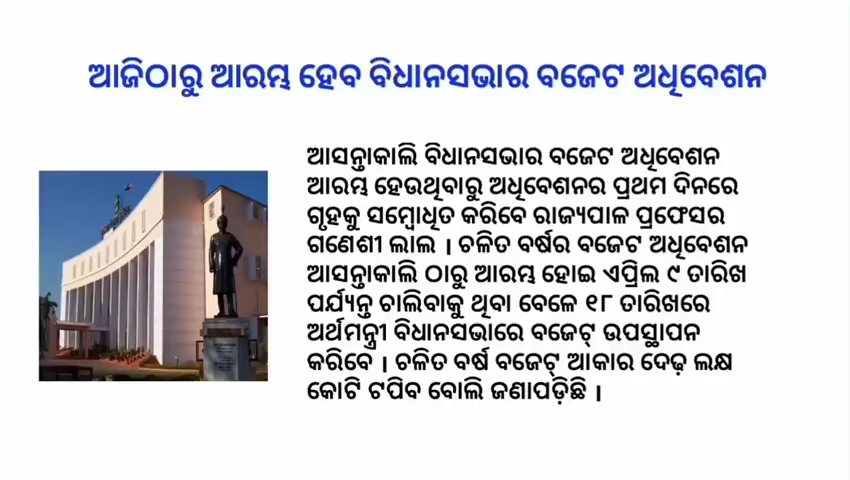 ଆଜିଠାରୁ ଆରମ୍ଭ ହେବ ବିଧାନସଭାର ବଜେଟ ଅଧିବେଶନ
ଆସନ୍ତାକାଲି ବିଧାନସଭାର ବଜେଟ ଅଧିବେଶନ
ଆରମ୍ଭ ହେଉଥିବାରୁ ଅଧିବେଶନର ପ୍ରଥମ ଦିନରେ
ଗୃହକୁ ସମ୍ବୋଧିତ କରିବେ ରାଜ୍ୟପାଳ ପ୍ରଫେସର
ଗଣେଶୀ ଲାଲ । ଚଳିତ ବର୍ଷର ବଜେଟ ଅଧିବେଶନ
ଆସନ୍ତାକାଲି ଠାରୁ ଆରମ୍ଭ ହୋଇ ଏପ୍ରିଲ ୯ ତାରିଖ
ପର୍ଯ୍ୟନ୍ତ ଚାଲିବାକୁ ଥିବା ବେଳେ ୧୮ ତାରିଖରେ
ଅର୍ଥମନ୍ତ୍ରୀ ବିଧାନସଭାରେ ବଜେଟ୍ ଉପସ୍ଥାପନ
କରିବେ । ଚଳିତ ବର୍ଷ ବଜେଟ୍ ଆକାର ଦେଢ଼ ଲକ୍ଷ
କୋଟି ଟପିବ ବୋଲି ଜଣାପଡ଼ିଛି ।